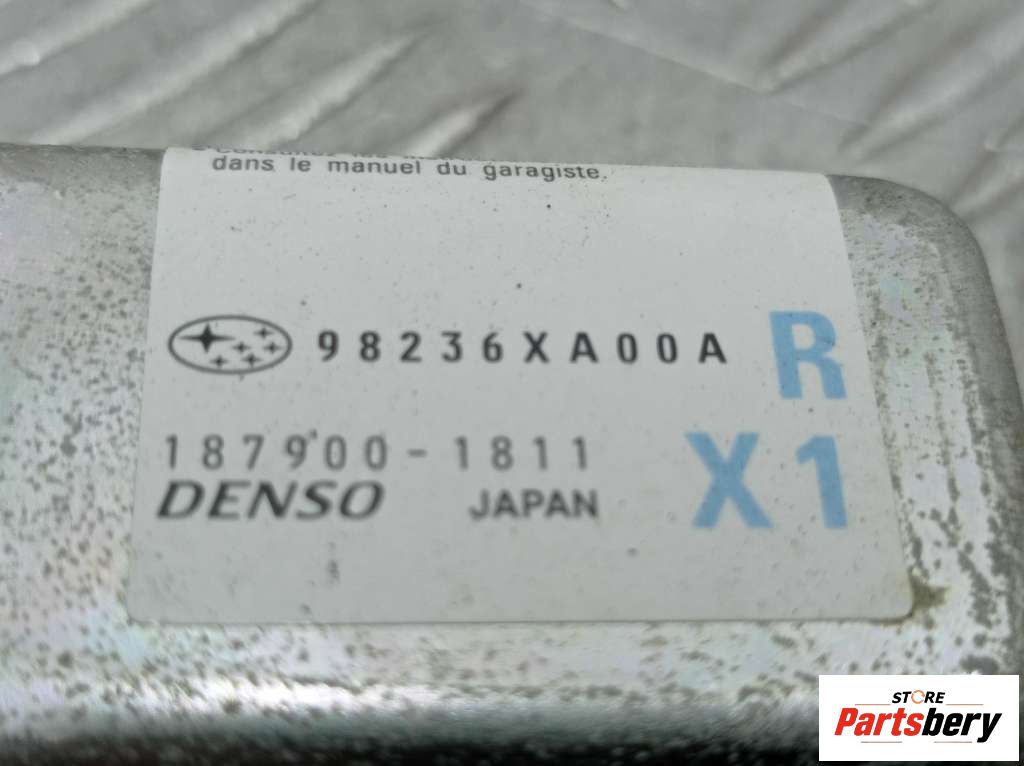 dans le manuel du garagiste.
98236XA00A R
187900-1811 X1
DENSO JAPAN
STORE
Partsbery